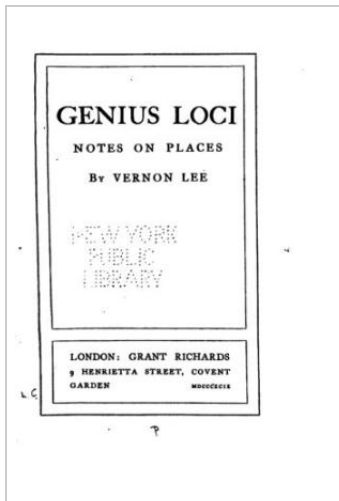 GENIUS LOCI
NOTES ON PLACES
BY VERNON LEE
NEW YORK
PUBLIC
LIBRARY
LONDON: GRANT RICHARDS
9 HENRIETTA STREET, COVENT
GARDEN MDCCCXCIX